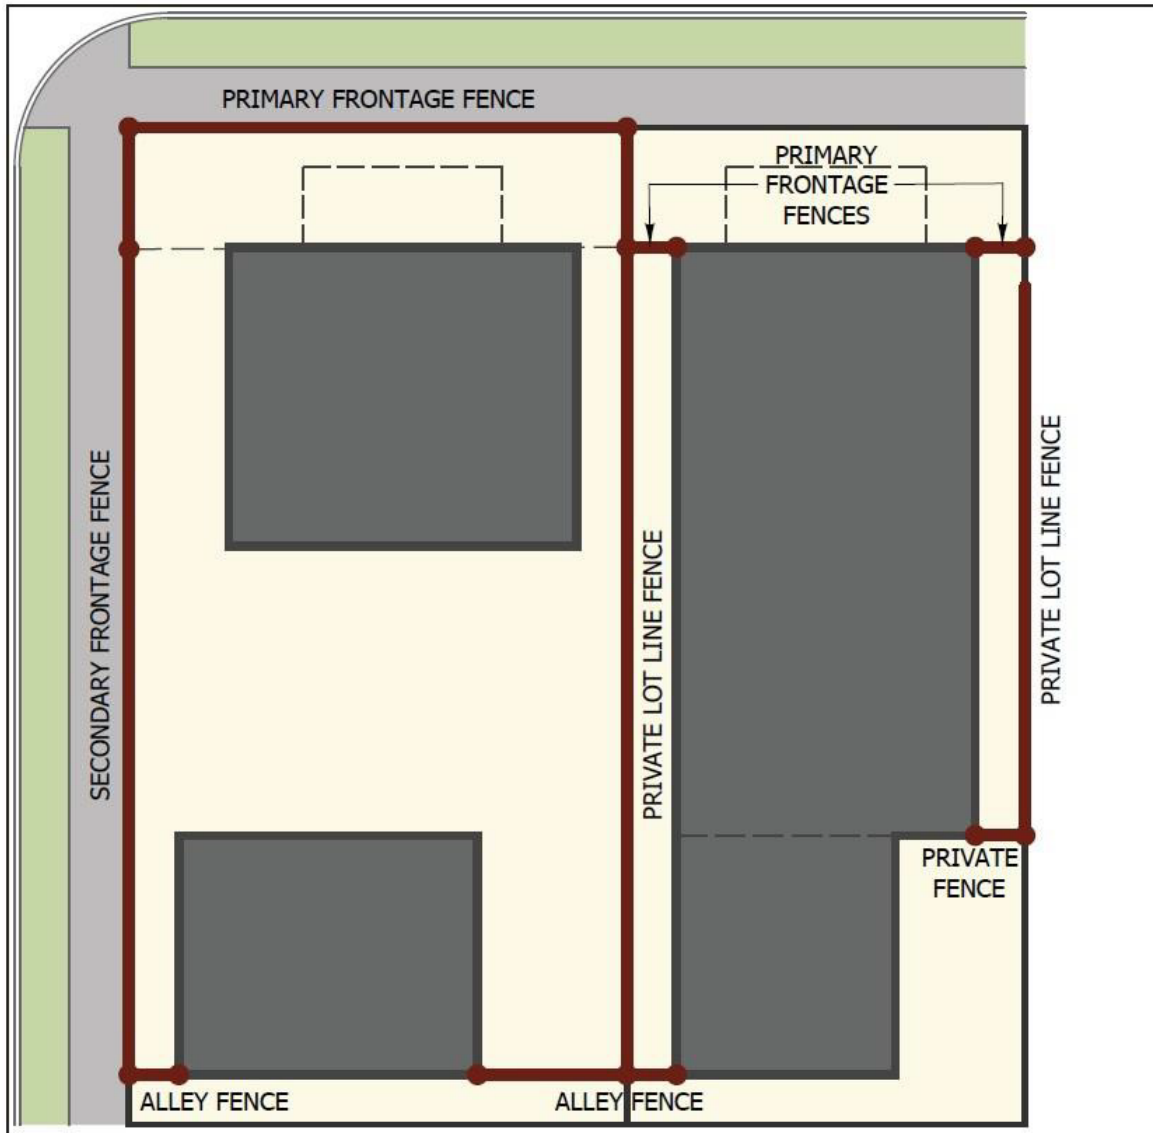 PRIMARY FRONTAGE FENCE
PRIMARY
FRONTAGE
FENCES
SECONDARY FRONTAGE FENCE
PRIVATE LOT LINE FENCE
PRIVATE LOT LINE FENCE
PRIVATE
FENCE
ALLEY FENCE
ALLEY FENCE